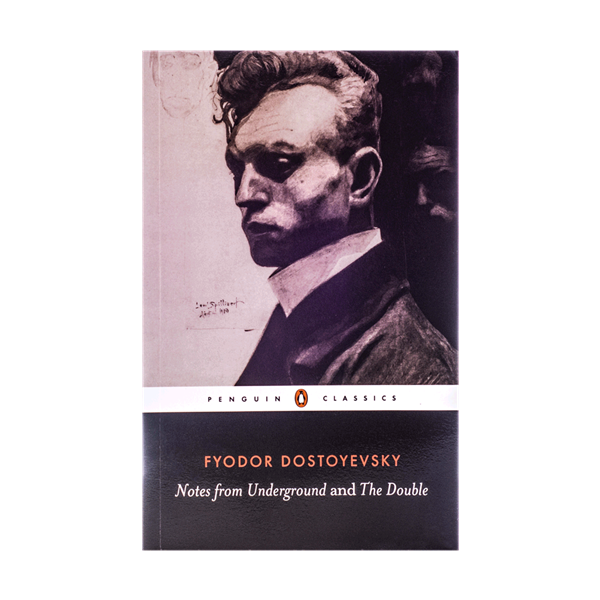 PENGUIN CLASSICS
FYODOR DOSTOYEVSKY
Notes from Underground and The Double